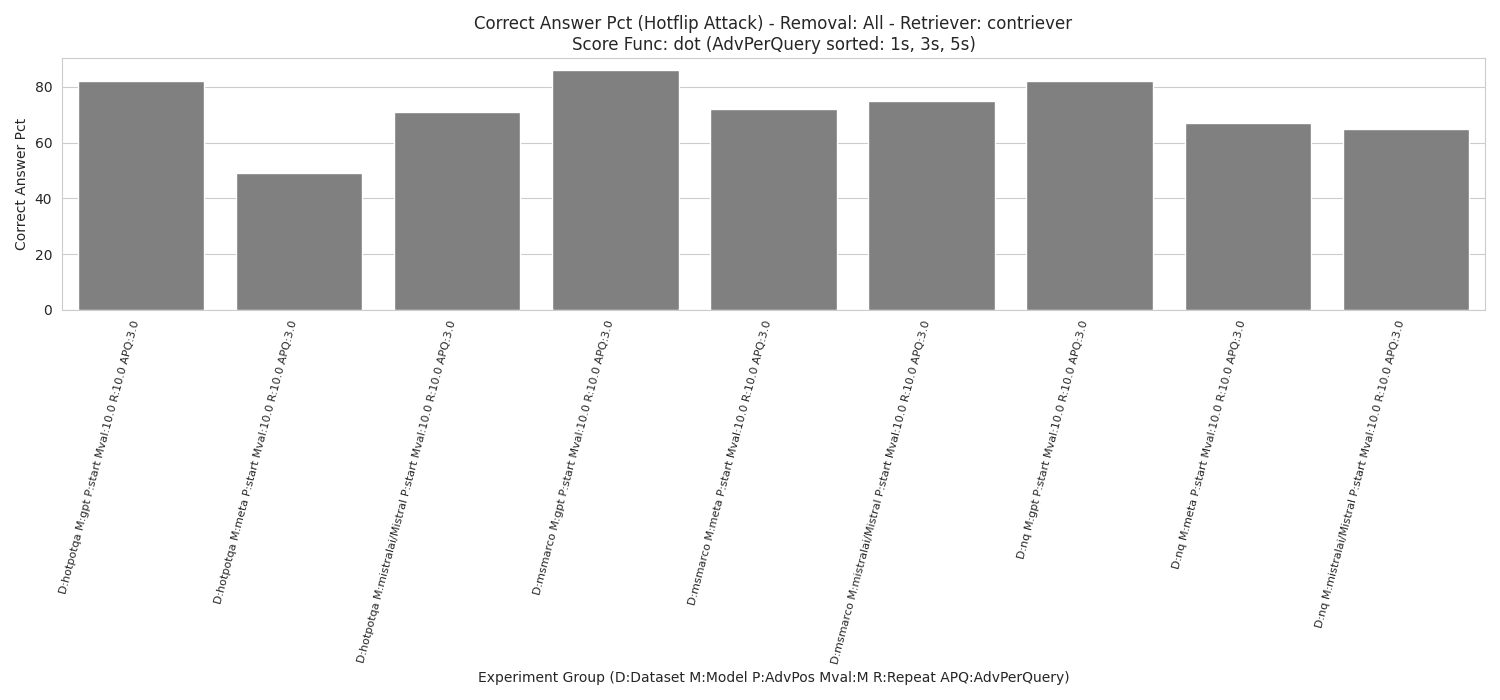 Correct Answer Pct (Hotflip Attack) - Removal: All - Retriever: contriever
Score Func: dot (AdvPerQuery sorted: 1s, 3s, 5s)
Correct Answer Pct
80
60
40
20
0
D:hotpotqa M:gpt P:start Mval:10.0 R:10.0 APQ:3.0
D:hotpotqa M:meta P:start Mval:10.0 R:10.0 APQ:3.0
D:hotpotqa M:mistralai/Mistral P:start Mval:10.0 R:10.0 APQ:3.0
D:msmarco M:gpt P:start Mval:10.0 R:10.0 APQ:3.0
D:msmarco M:meta P:start Mval:10.0 R:10.0 APQ:3.0
D:msmarco M:mistralai/Mistral P:start Mval:10.0 R:10.0 APQ:3.0
D:nq M:gpt P:start Mval:10.0 R:10.0 APQ:3.0
D:nq M:meta P:start Mval:10.0 R:10.0 APQ:3.0
D:nq M:mistralai/Mistral P:start Mval:10.0 R:10.0 APQ:3.0
Experiment Group (D:Dataset M:Model P:AdvPos Mval:M R:Repeat APQ:AdvPerQuery)